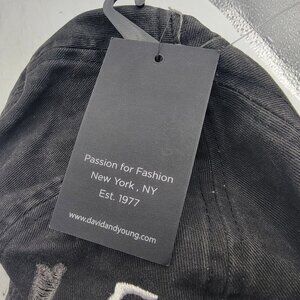 Passion for Fashion
New York , NY
Est. 1977
www.davidandyoung.com